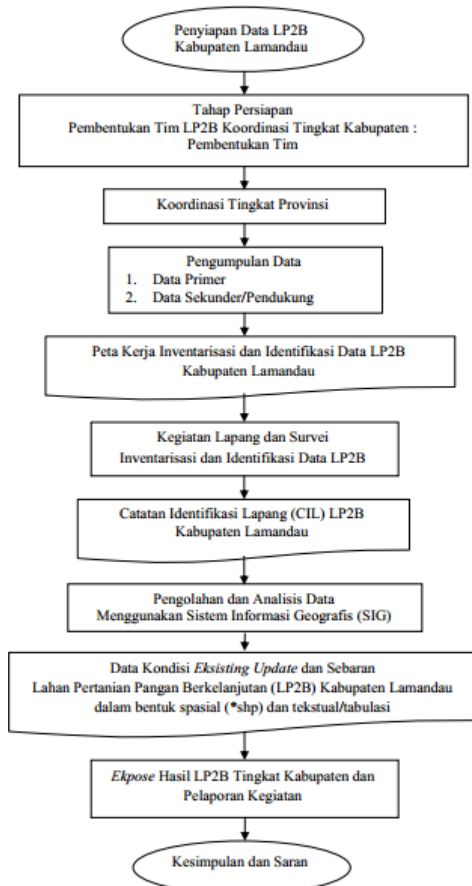 Penyiapan Data LP2B
Kabupaten Lamandau
Tahap Persiapan
Pembentukan Tim LP2B Koordinasi Tingkat Kabupaten :
Pembentukan Tim
Koordinasi Tingkat Provinsi
Pengumpulan Data
1. Data Primer
2. Data Sekunder/Pendukung
Peta Kerja Inventarisasi dan Identifikasi Data LP2B
Kabupaten Lamandau
Kegiatan Lapang dan Survei
Inventarisasi dan Identifikasi Data LP2B
Catatan Identifikasi Lapang (CIL) LP2B
Kabupaten Lamandau
Pengolahan dan Analisis Data
Menggunakan Sistem Informasi Geografis (SIG)
Data Kondisi Eksisting Update dan Sebaran
Lahan Pertanian Pangan Berkelanjutan (LP2B) Kabupaten Lamandau
dalam bentuk spasial (*shp) dan tekstual/tabulasi
Ekpose Hasil LP2B Tingkat Kabupaten dan
Pelaporan Kegiatan
Kesimpulan dan Saran